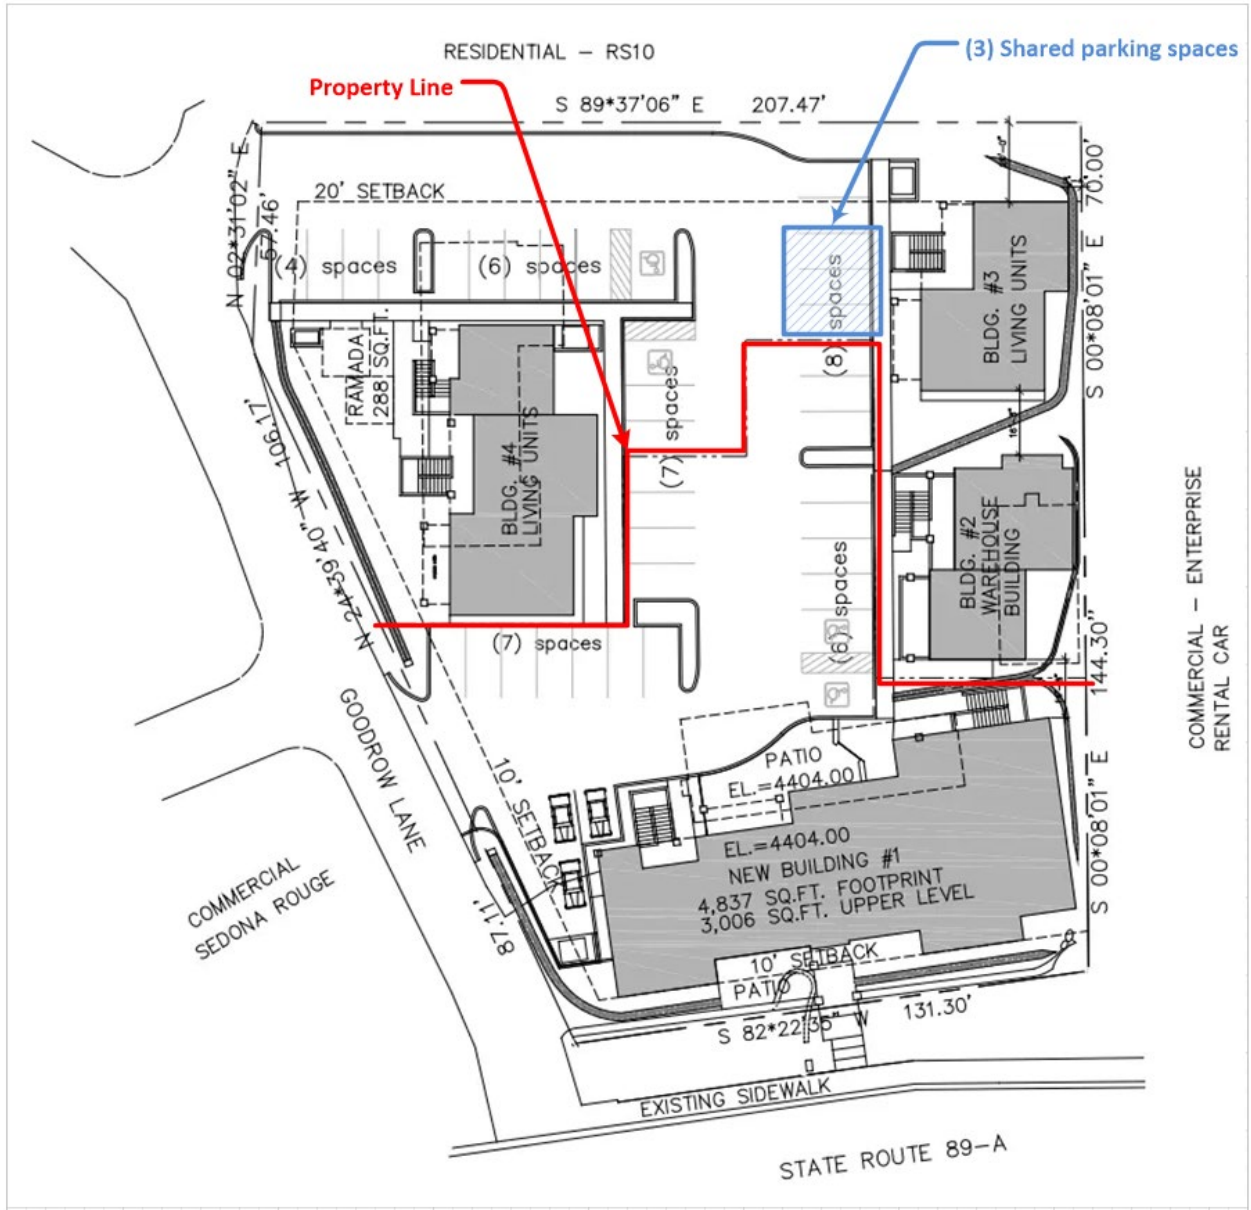 RESIDENTIAL – RS10
(3) Shared parking spaces
Property Line
S 89*37'06" E 207.47'
N 02*31'02" E
57.46'
20' SETBACK
70.00'
S 00*08'01" E
(4) spaces
(6) spaces
(8) spaces
BLDG. #3
LIVING UNITS
RAMADA
288 SQ.FT.
(7) spaces
106.17'
N 24*39'40" W
BLDG. #4
LIVING UNITS
BLDG. #2
WAREHOUSE
BUILDING
(6) spaces
COMMERCIAL – ENTERPRISE
RENTAL CAR
(7) spaces
144.30"
S 00*08'01" E
GOODROW LANE
10' SETBACK
PATIO
EL.=4404.00
EL.=4404.00
NEW BUILDING #1
4,837 SQ.FT. FOOTPRINT
3,006 SQ.FT. UPPER LEVEL
COMMERCIAL
SEDONA ROUGE
87.11'
10' SETBACK
PATIO
S 82*22'35" W 131.30'
EXISTING SIDEWALK
STATE ROUTE 89–A